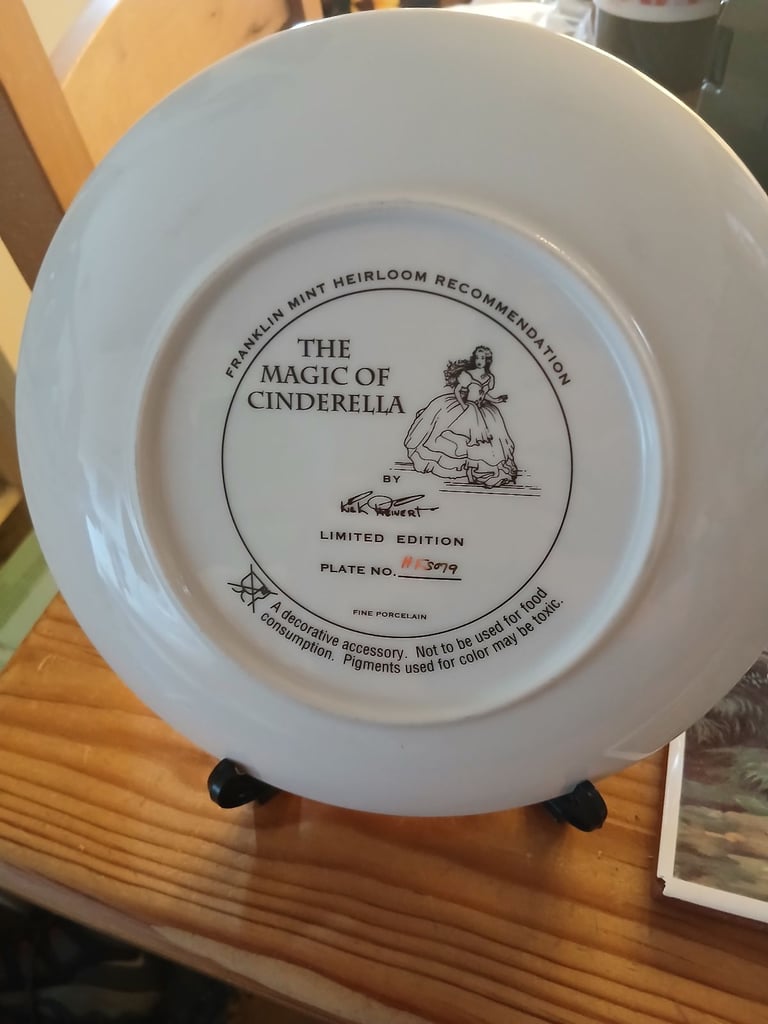 FRANKLIN MINT HEIRLOOM RECOMMENDATION
THE
MAGIC OF
CINDERELLA
BY
LIMITED EDITION
PLATE NO. HF5079
FINE PORCELAIN
A decorative accessory. Not to be used for food
consumption. Pigments used for color may be toxic.